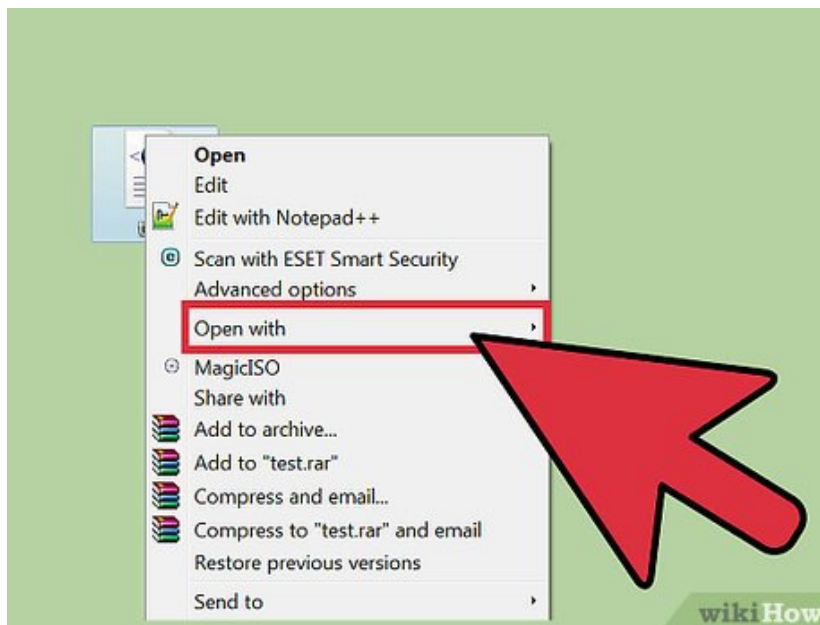 Open
Edit
Edit with Notepad++
Scan with ESET Smart Security
Advanced options
Open with
MagicISO
Share with
Add to archive...
Add to "test.rar"
Compress and email...
Compress to "test.rar" and email
Restore previous versions
Send to
wikiHow